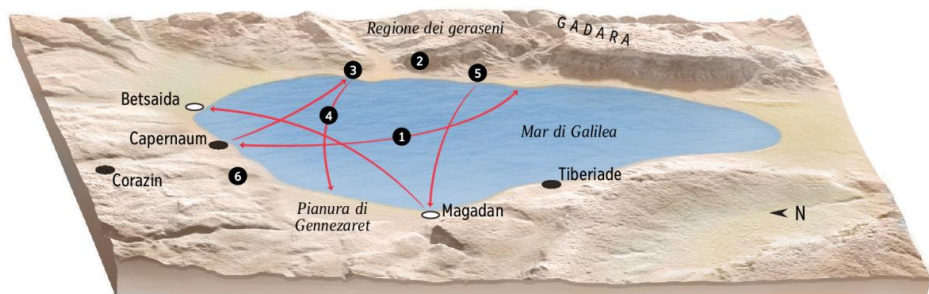 Regione dei geraseni
GADARA
2
3
5
Betsaida
4
Capernaum
1
Mar di Galilea
Corazin
6
Tiberiade
Pianura di
Gennezaret
Magadan
N